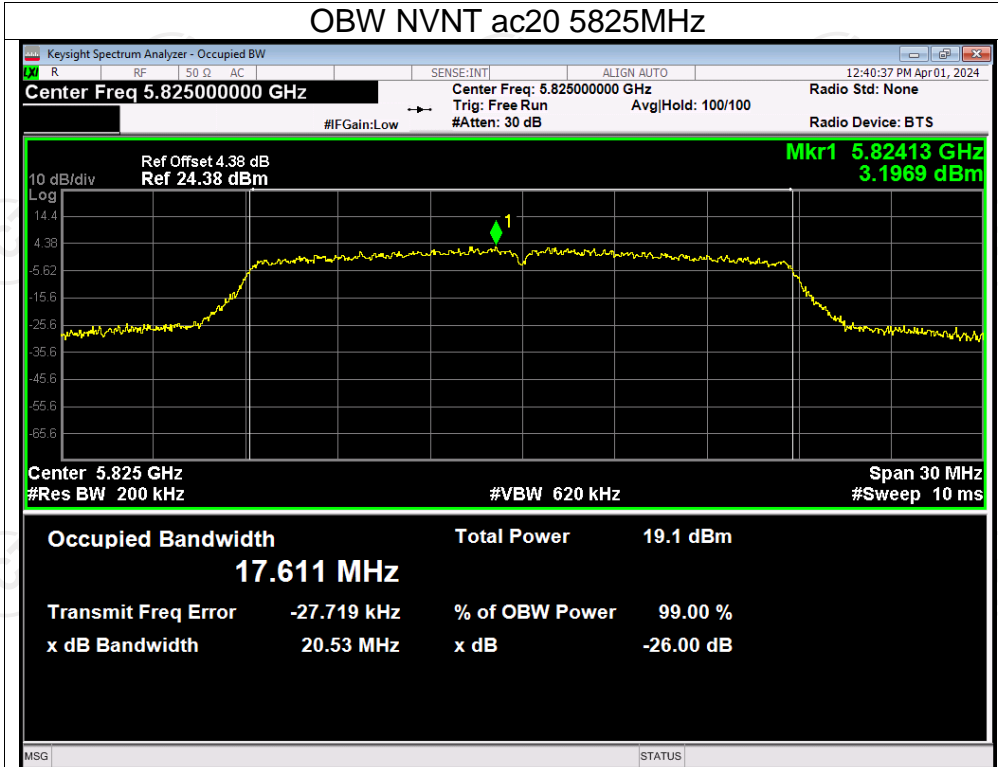 OBW NVNT ac20 5825MHz
Keysight Spectrum Analyzer - Occupied BW
LXI R RF 50 Ω AC SENSE:INT ALIGN AUTO 12:40:37 PM Apr 01, 2024
Center Freq 5.825000000 GHz Center Freq: 5.825000000 GHz Radio Std: None
Trig: Free Run Avg|Hold: 100/100
#IFGain:Low #Atten: 30 dB Radio Device: BTS
Mkr1 5.82413 GHz
3.1969 dBm
Ref Offset 4.38 dB
10 dB/div Ref 24.38 dBm
Log
14.4
1
4.38
-5.62
-15.6
-25.6
-35.6
-45.6
-55.6
-65.6
Center 5.825 GHz Span 30 MHz
#Res BW 200 kHz #VBW 620 kHz #Sweep 10 ms
Occupied Bandwidth Total Power 19.1 dBm
17.611 MHz
Transmit Freq Error -27.719 kHz % of OBW Power 99.00 %
x dB Bandwidth 20.53 MHz x dB -26.00 dB
MSG STATUS